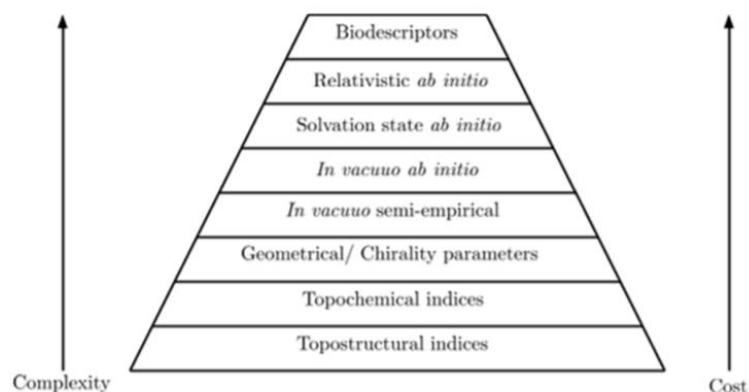 Biodescriptors
Relativistic ab initio
Solvation state ab initio
In vacuuo ab initio
In vacuuo semi-empirical
Geometrical/ Chirality parameters
Topochemical indices
Topostructural indices
Complexity
Cost